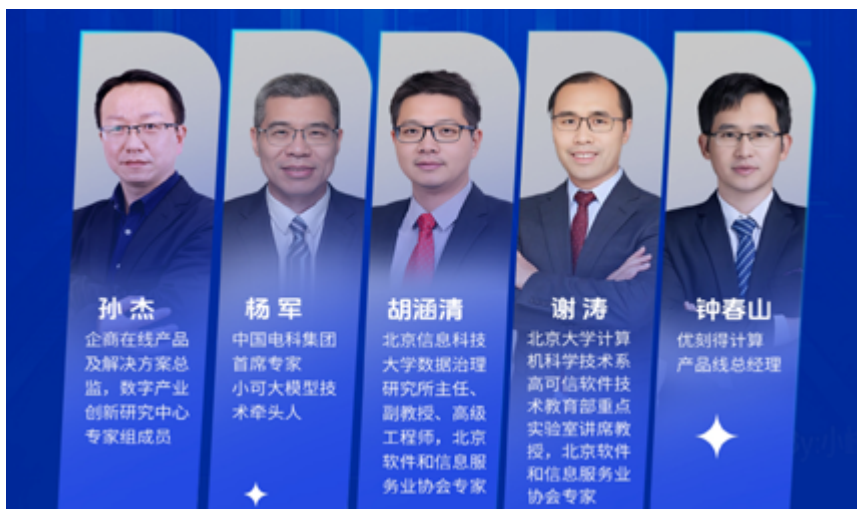 孙 杰
企商在线产品
及解决方案总
监，数字产业
创新研究中心
专家组成员
杨 军
中国电科集团
首席专家
小可大模型技
术牵头人
胡涵清
北京信息科技
大学数据治理
研究所主任、
副教授、高级
工程师，北京
软件和信息服
务业协会专家
谢 涛
北京大学计算
机科学技术系
高可信软件技
术教育部重点
实验室讲席教
授，北京软件
和信息服务业
协会专家
钟春山
优刻得计算
产品线总经理